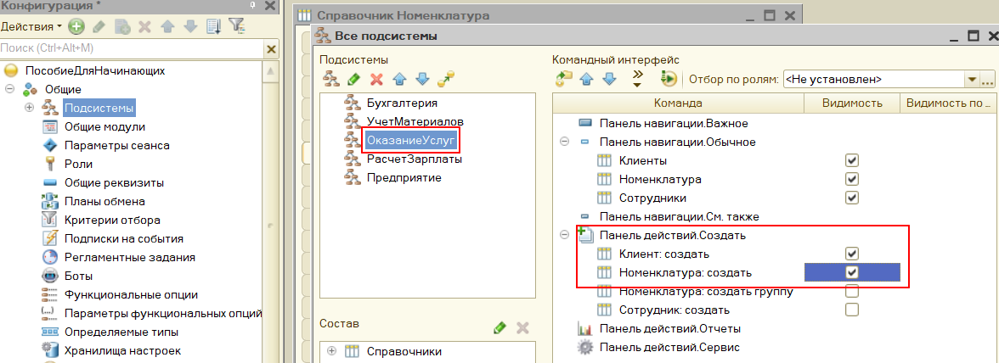 Конфигурация *
Действия
Поиск (Ctrl+Alt+M)
ПособиеДляНачинающих
Общие
Подсистемы
Общие модули
Параметры сеанса
Роли
Общие реквизиты
Планы обмена
Критерии отбора
Подписки на события
Регламентные задания
Боты
Функциональные опции
Параметры функциональных опций
Определяемые типы
Хранилища настроек
Справочник Номенклатура
Все подсистемы
Подсистемы
Бухгалтерия
УчетМатериалов
ОказаниеУслуг
РасчетЗарплаты
Предприятие
Состав
Справочники
Командный интерфейс
Отбор по ролям: <Не установлен>
Команда Видимость Видимость по ...
Панель навигации.Важное
Панель навигации.Обычное
Клиенты
Номенклатура
Сотрудники
Панель навигации.См. также
Панель действий.Создать
Клиент: создать
Номенклатура: создать
Номенклатура: создать группу
Сотрудник: создать
Панель действий.Отчеты
Панель действий.Сервис